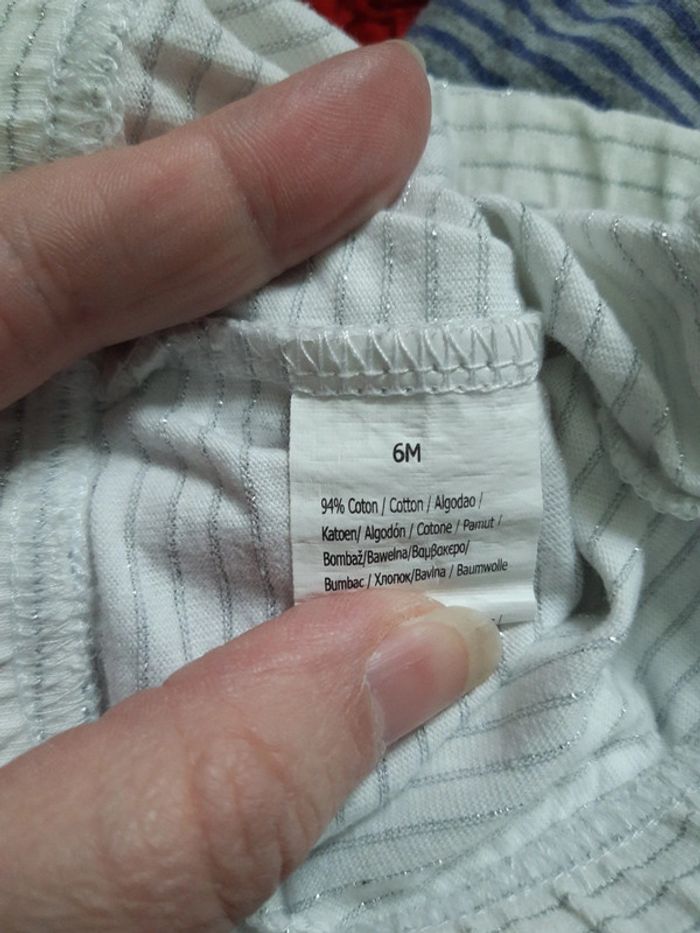 6M
94% Coton / Cotton / Algodao /
Katoen/ Algodón / Cotone / Pamut /
Bombaž/Bawełna/Βαμβακερο/
Bumbac / Хлопок/Bavlna / Baumwolle